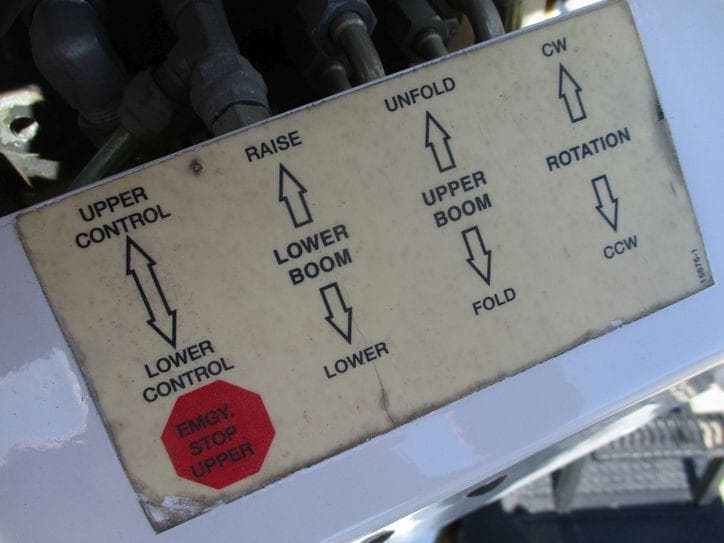 UPPER
CONTROL
LOWER
CONTROL
EMGY.
STOP
UPPER
RAISE
LOWER
BOOM
LOWER
UNFOLD
UPPER
BOOM
FOLD
CW
ROTATION
CCW